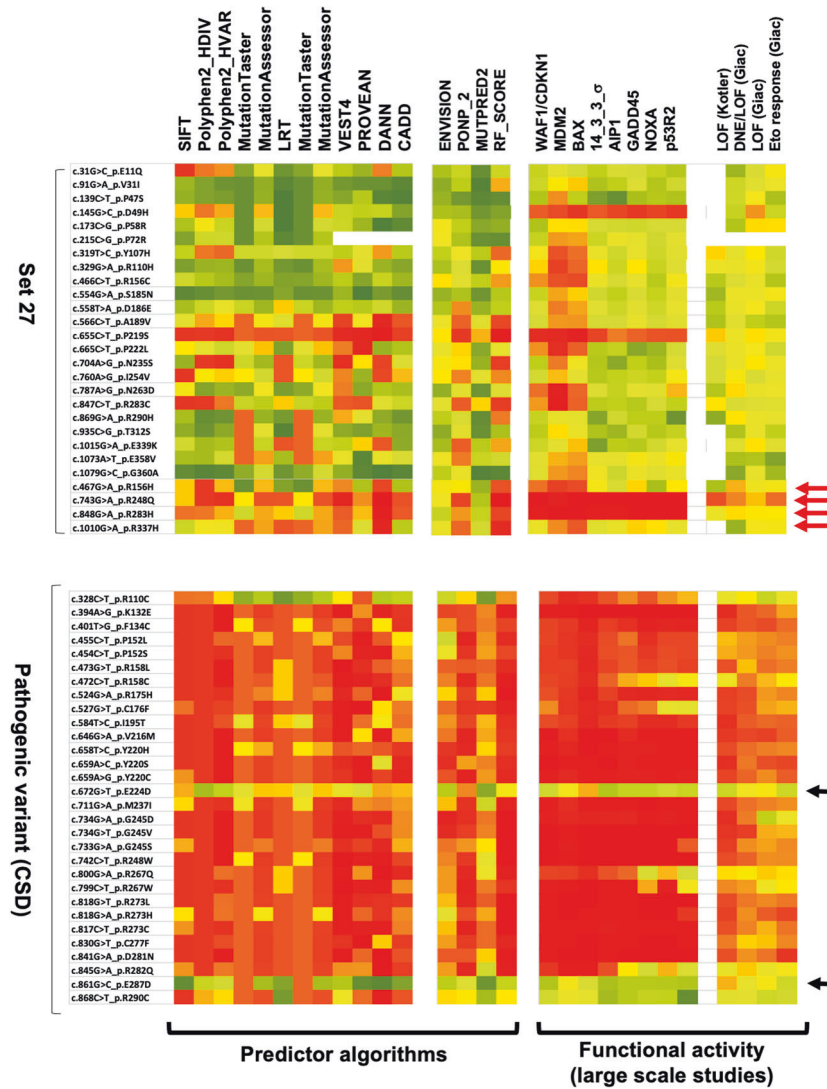 SIFT
Polyphen2_HDIV
Polyphen2_HVAR
MutationTaster
MutationAssessor
LRT
MutationTaster
MutationAssessor
VEST4
PROVEAN
DANN
CADD
ENVISION
PONP_2
MUTPRED2
RF_SCORE
WAF1/CDKN1
MDM2
BAX
14_3_3_σ
AIP1
GADD45
NOXA
p53R2
LOF (Kotler)
DNE/LOF (Giac)
LOF (Giac)
Eto response (Giac)
Set 27
c.31G>C_p.E11Q
c.91G>A_p.V31I
c.139C>T_p.P47S
c.145G>C_p.D49H
c.173C>G_p.P58R
c.215C>G_p.P72R
c.319T>C_p.Y107H
c.329G>A_p.R110H
c.466C>T_p.R156C
c.554G>A_p.S185N
c.558T>A_p.D186E
c.566C>T_p.A189V
c.655C>T_p.P219S
c.665C>T_p.P222L
c.704A>G_p.N235S
c.760A>G_p.I254V
c.787A>G_p.N263D
c.847C>T_p.R283C
c.869G>A_p.R290H
c.935C>G_p.T312S
c.1015G>A_p.E339K
c.1073A>T_p.E358V
c.1079G>C_p.G360A
c.467G>A_p.R156H
c.743G>A_p.R248Q
c.848G>A_p.R283H
c.1010G>A_p.R337H
Pathogenic variant (CSD)
c.328C>T_p.R110C
c.394A>G_p.K132E
c.401T>G_p.F134C
c.455C>T_p.P152L
c.454C>T_p.P152S
c.473G>T_p.R158L
c.472C>T_p.R158C
c.524G>A_p.R175H
c.527G>T_p.C176F
c.584T>C_p.I195T
c.646G>A_p.V216M
c.658T>C_p.Y220H
c.659A>C_p.Y220S
c.659A>G_p.Y220C
c.672G>T_p.E224D
c.711G>A_p.M237I
c.734G>A_p.G245D
c.734G>T_p.G245V
c.733G>A_p.G245S
c.742C>T_p.R248W
c.800G>A_p.R267Q
c.799C>T_p.R267W
c.818G>T_p.R273L
c.818G>A_p.R273H
c.817C>T_p.R273C
c.830G>T_p.C277F
c.841G>A_p.D281N
c.845G>A_p.R282Q
c.861G>C_p.E287D
c.868C>T_p.R290C
Predictor algorithms
Functional activity
(large scale studies)